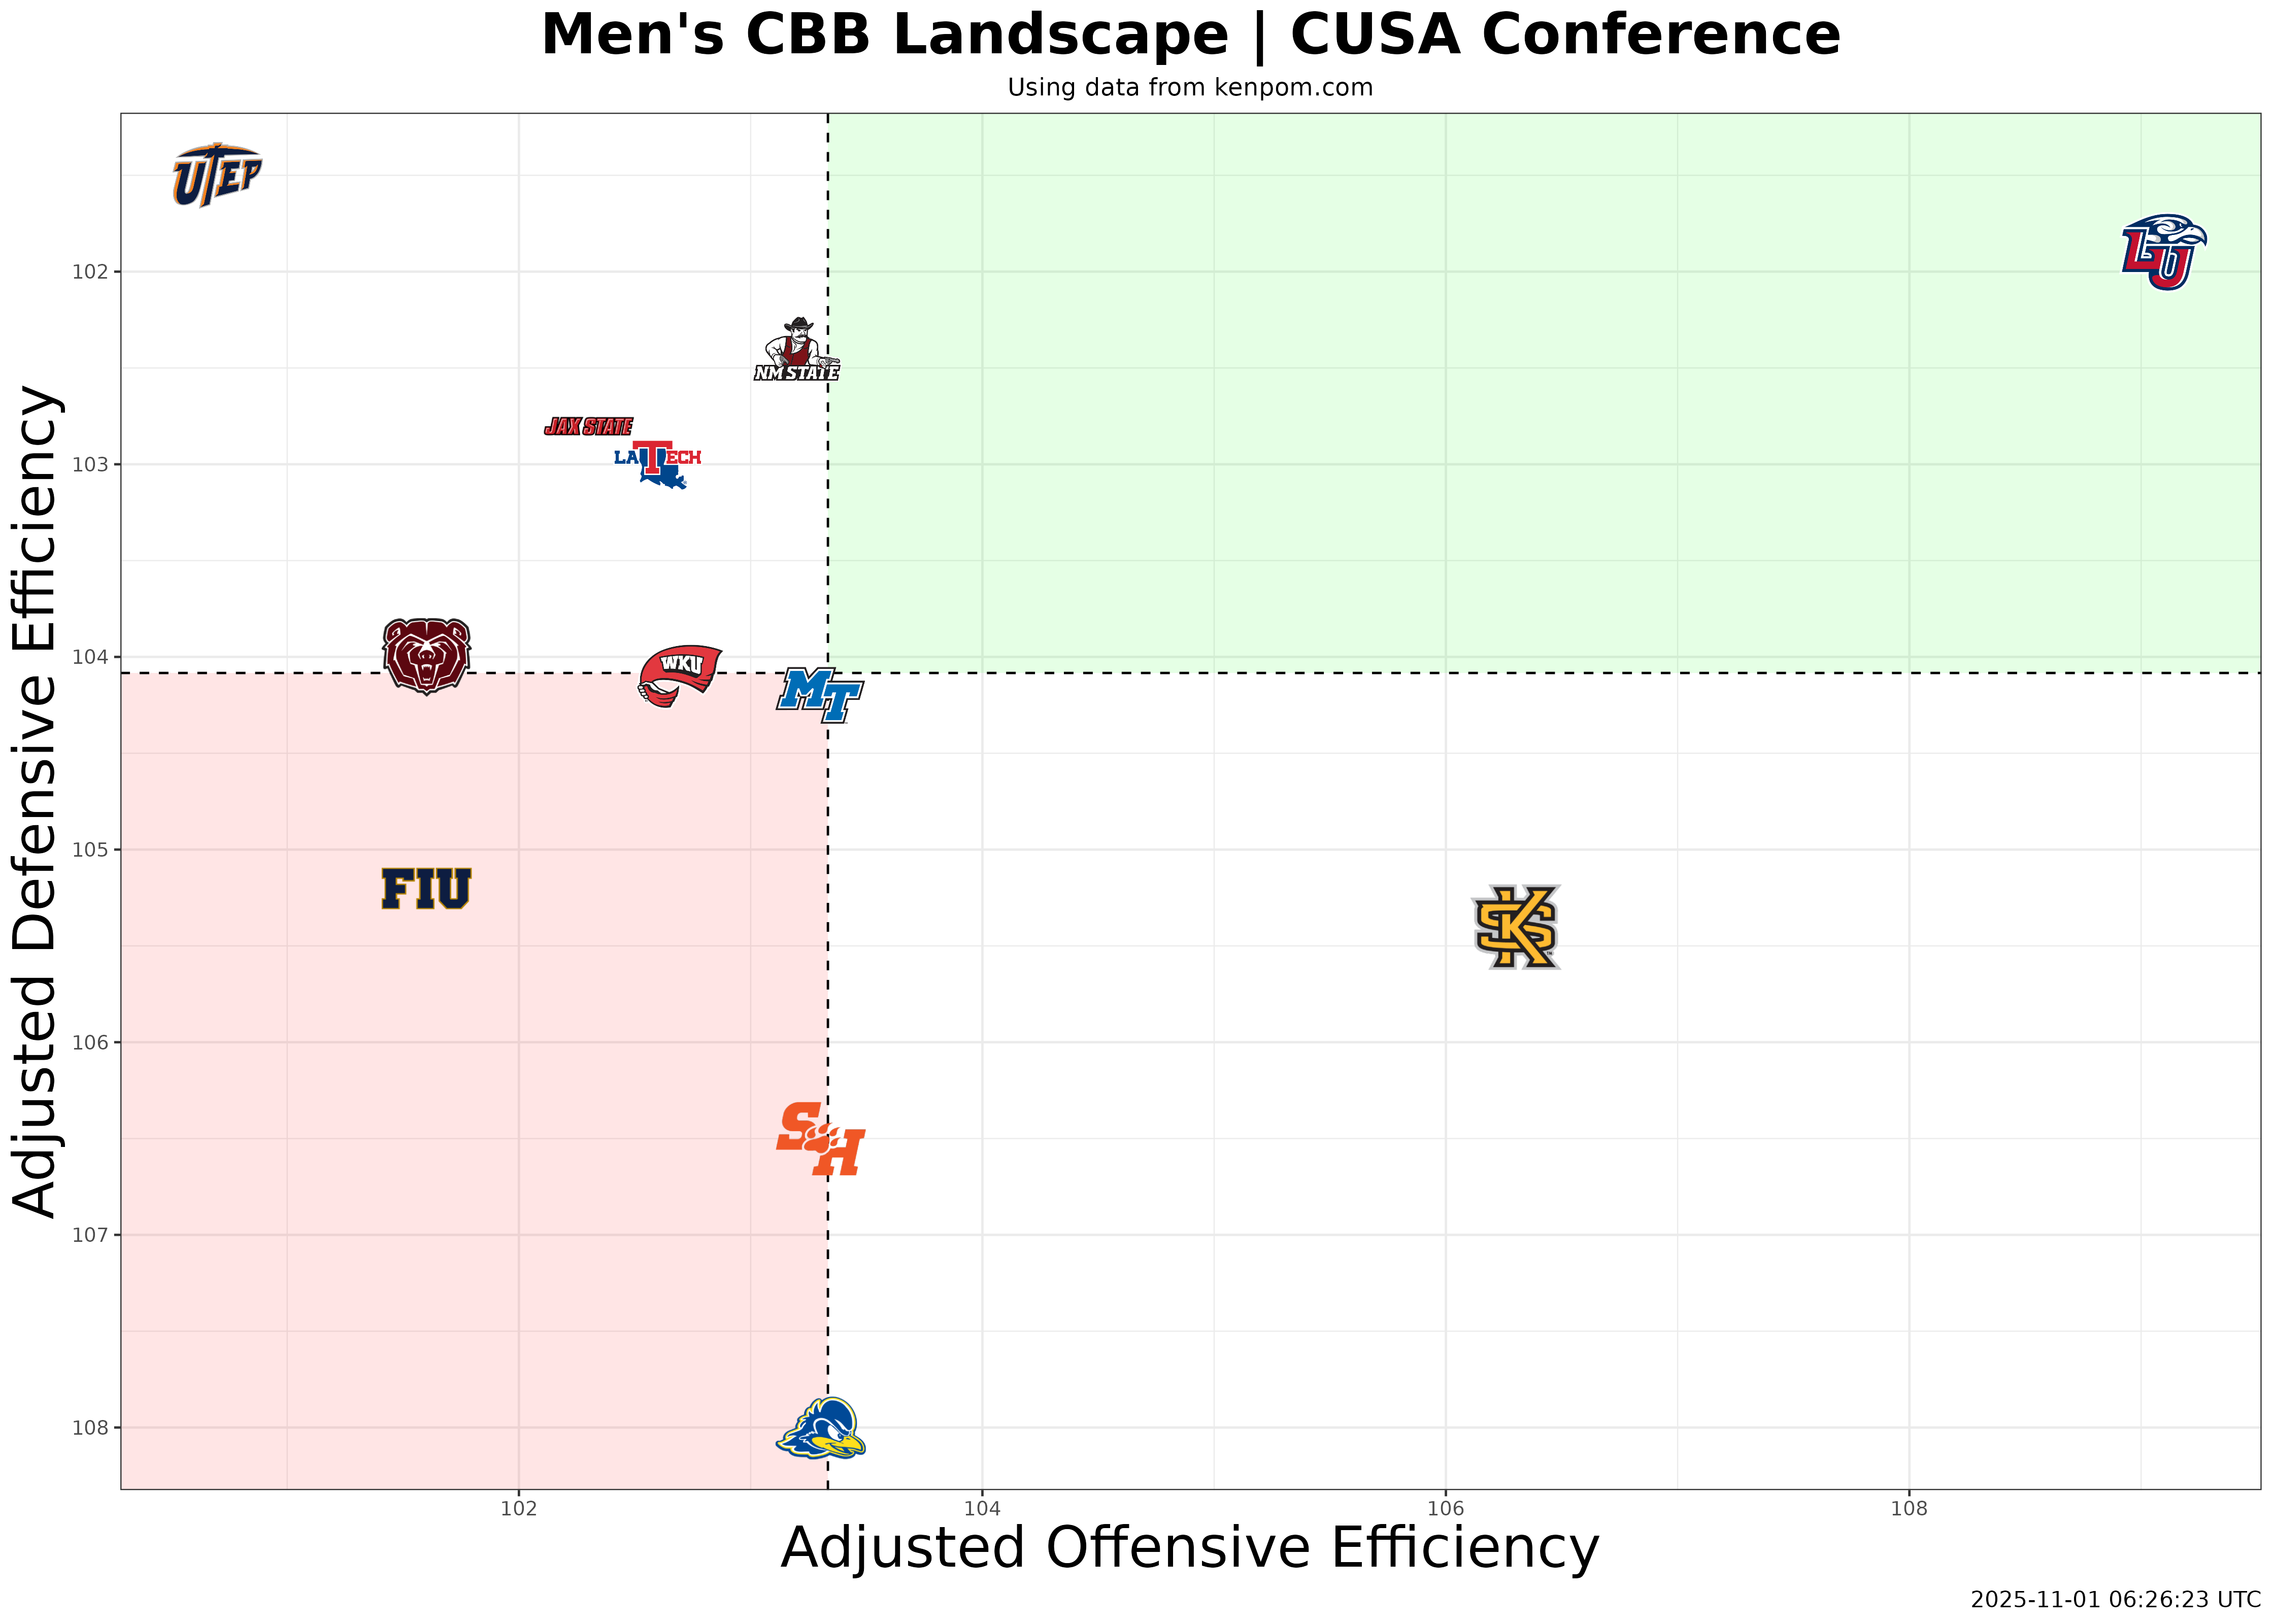 Men's CBB Landscape | CUSA Conference
Using data from kenpom.com
Adjusted Defensive Efficiency
102
103
104
105
106
107
108
UTEP
LU
NM STATE
JAX STATE
LA TECH
WKU
MT
FIU
KS
SH
102
104
106
108
Adjusted Offensive Efficiency
2025-11-01 06:26:23 UTC